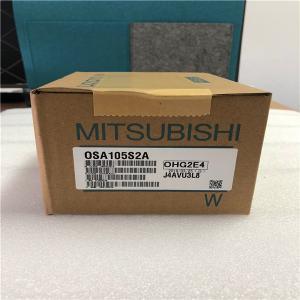 MITSUBISHI
OSA105S2A
OHG2E4
J4AVU3L8
W